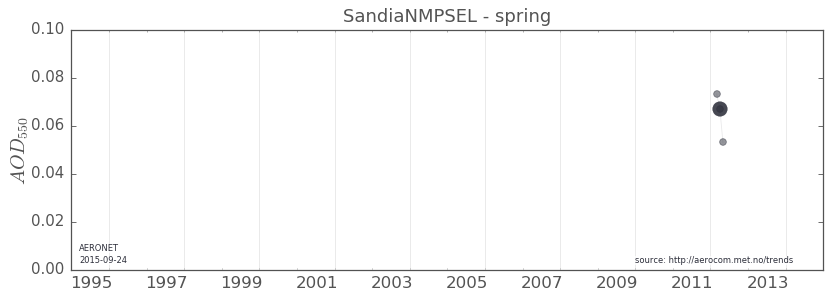 SandiaNMPSEL - spring
0.10
0.08
0.06
0.04
0.02
0.00
AOD550
AERONET
2015-09-24
source: http://aerocom.met.no/trends
1995 1997 1999 2001 2003 2005 2007 2009 2011 2013